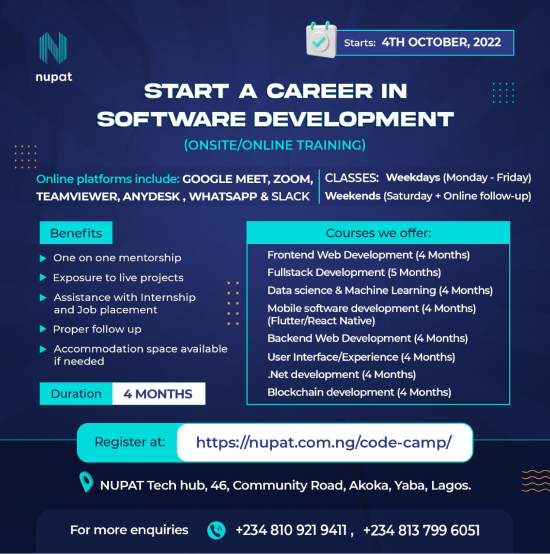 nupat
Starts: 4TH OCTOBER, 2022
START A CAREER IN
SOFTWARE DEVELOPMENT
(ONSITE/ONLINE TRAINING)
Online platforms include: GOOGLE MEET, ZOOM,
TEAMVIEWER, ANYDESK , WHATSAPP & SLACK
CLASSES: Weekdays (Monday - Friday)
Weekends (Saturday + Online follow-up)
Benefits
One on one mentorship
Exposure to live projects
Assistance with Internship
and Job placement
Proper follow up
Accommodation space available
if needed
Duration 4 MONTHS
Courses we offer:
Frontend Web Development (4 Months)
Fullstack Development (5 Months)
Data science & Machine Learning (4 Months)
Mobile software development (4 Months)
(Flutter/React Native)
Backend Web Development (4 Months)
User Interface/Experience (4 Months)
.Net development (4 Months)
Blockchain development (4 Months)
Register at: https://nupat.com.ng/code-camp/
NUPAT Tech hub, 46, Community Road, Akoka, Yaba, Lagos.
For more enquiries +234 810 921 9411 , +234 813 799 6051